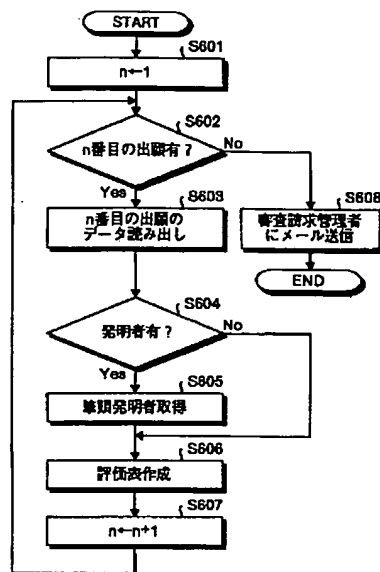 START
S601
n←1
S602
n番目の出願有？
No
Yes
S603
n番目の出願の
データ読み出し
S608
審査請求管理者
にメール送信
END
S604
発明者有？
No
Yes
S605
筆頭発明者取得
S606
評価表作成
S607
n←n+1